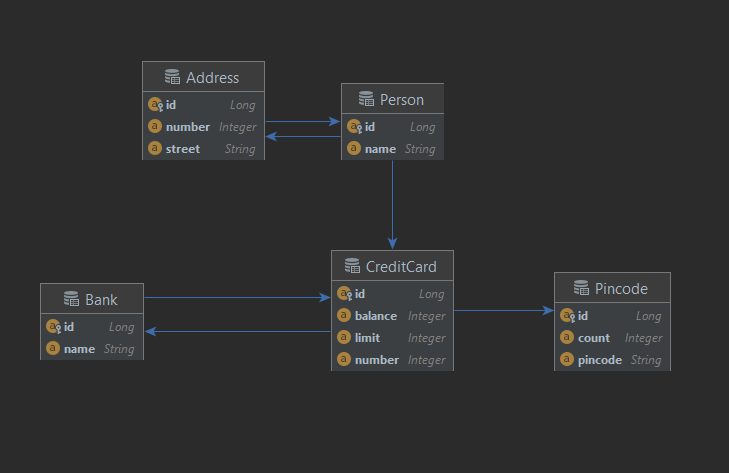 Address
id Long
number Integer
street String
Person
id Long
name String
CreditCard
id Long
balance Integer
limit Integer
number Integer
Bank
id Long
name String
Pincode
id Long
count Integer
pincode String